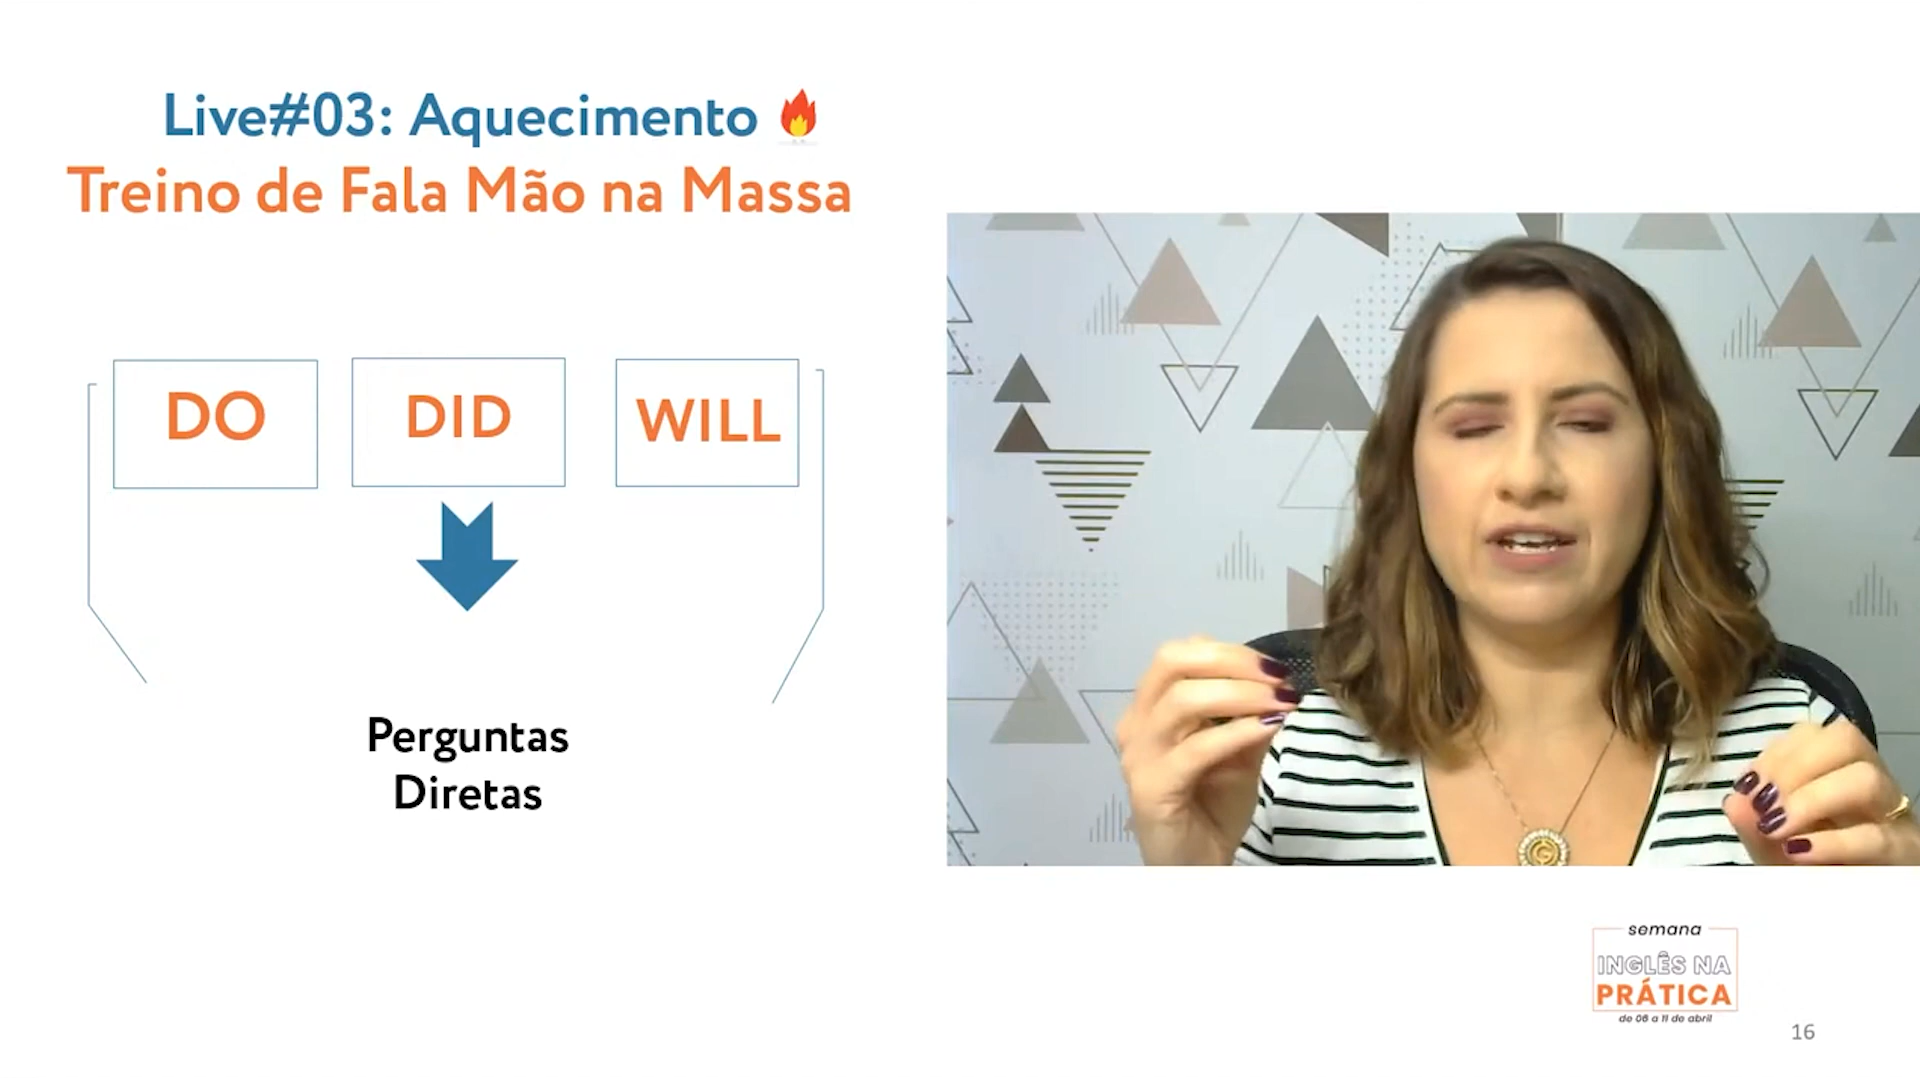 Live#03: Aquecimento
Treino de Fala Mão na Massa
DO
DID
WILL
Perguntas
Diretas
semana
INGLÊS NA
PRÁTICA
de 06 a 11 de abril
16